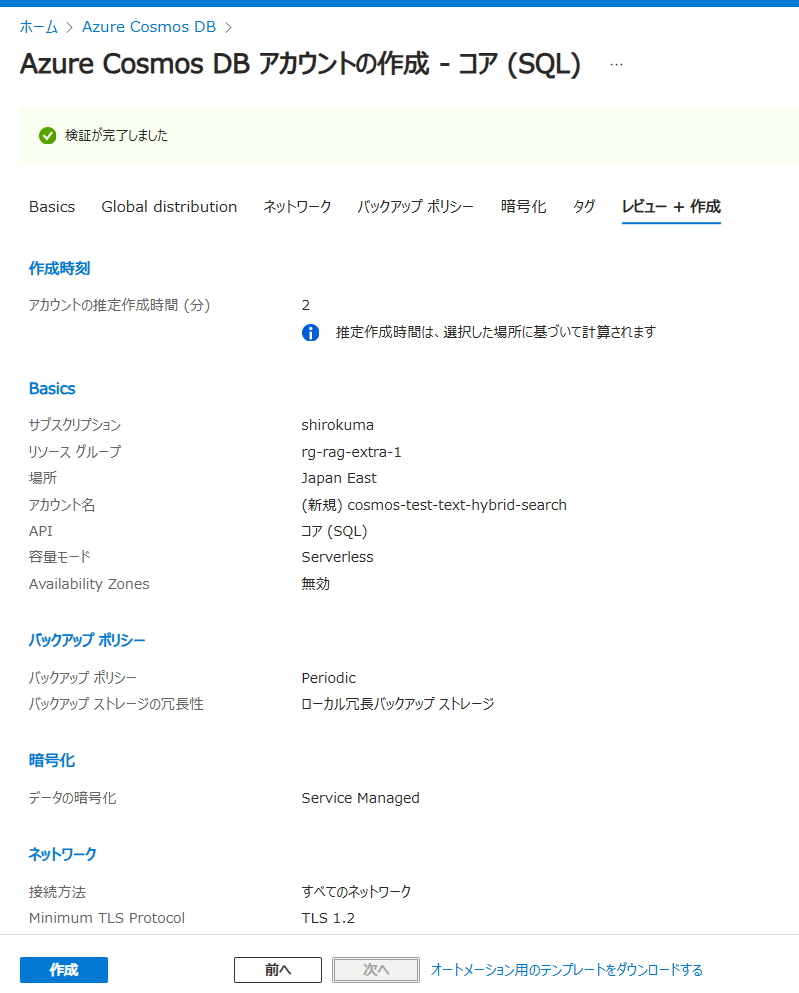 ホーム > Azure Cosmos DB >
Azure Cosmos DB アカウントの作成 - コア (SQL) …
検証が完了しました
Basics Global distribution ネットワーク バックアップ ポリシー 暗号化 タグ レビュー + 作成
作成時刻
アカウントの推定作成時間 (分) 2
推定作成時間は、選択した場所に基づいて計算されます
Basics
サブスクリプション shirokuma
リソース グループ rg-rag-extra-1
場所 Japan East
アカウント名 (新規) cosmos-test-text-hybrid-search
API コア (SQL)
容量モード Serverless
Availability Zones 無効
バックアップ ポリシー
バックアップ ポリシー Periodic
バックアップ ストレージの冗長性 ローカル冗長バックアップ ストレージ
暗号化
データの暗号化 Service Managed
ネットワーク
接続方法 すべてのネットワーク
Minimum TLS Protocol TLS 1.2
作成 前へ 次へ オートメーション用のテンプレートをダウンロードする